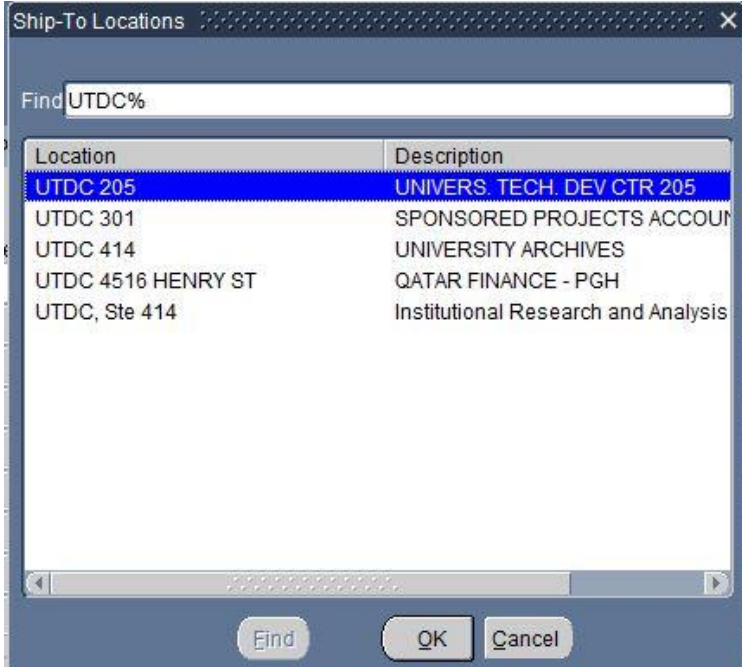 Ship-To Locations
Find UTDC%
Location Description
UTDC 205 UNIVERS. TECH. DEV CTR 205
UTDC 301 SPONSORED PROJECTS ACCOUN
UTDC 414 UNIVERSITY ARCHIVES
UTDC 4516 HENRY ST QATAR FINANCE - PGH
UTDC, Ste 414 Institutional Research and Analysis
Find OK Cancel